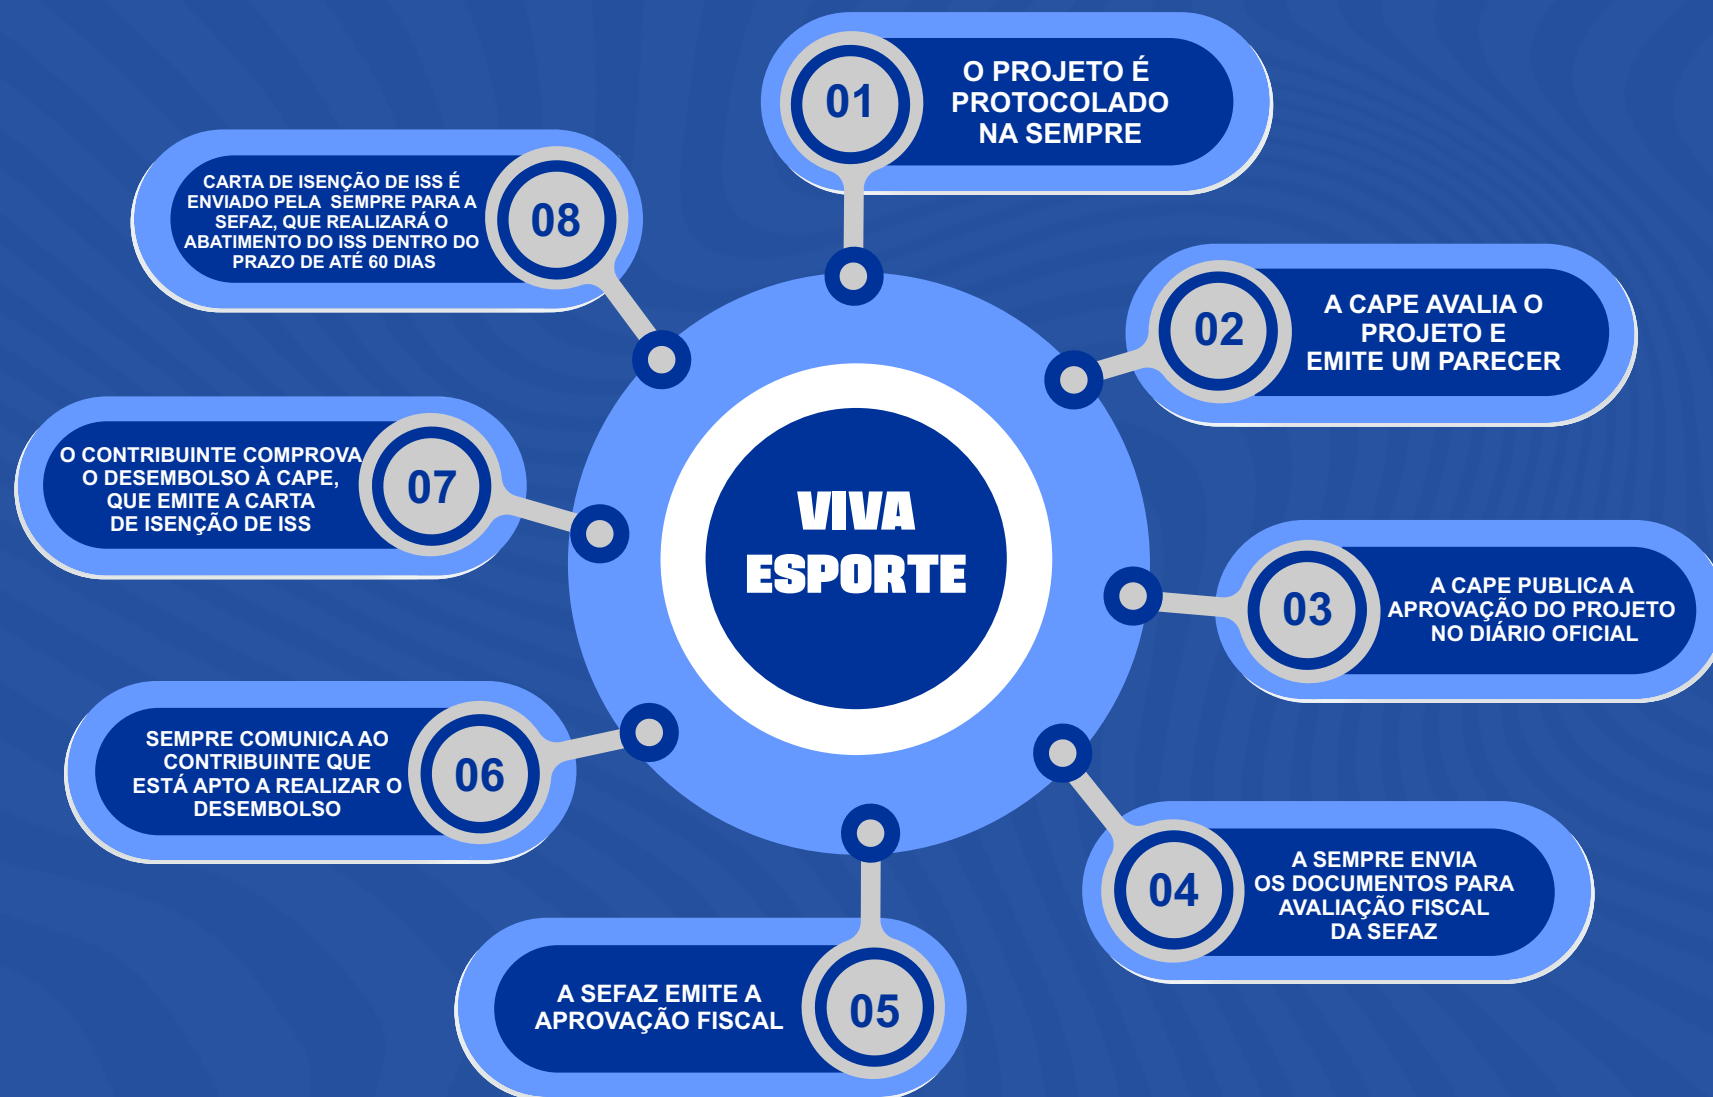 01
O PROJETO É
PROTOCOLADO
NA SEMPRE
02
A CAPE AVALIA O
PROJETO E
EMITE UM PARECER
03
A CAPE PUBLICA A
APROVAÇÃO DO PROJETO
NO DIÁRIO OFICIAL
04
A SEMPRE ENVIA
OS DOCUMENTOS PARA
AVALIAÇÃO FISCAL
DA SEFAZ
05
A SEFAZ EMITE A
APROVAÇÃO FISCAL
06
SEMPRE COMUNICA AO
CONTRIBUINTE QUE
ESTÁ APTO A REALIZAR O
DESEMBOLSO
07
O CONTRIBUINTE COMPROVA
O DESEMBOLSO À CAPE,
QUE EMITE A CARTA
DE ISENÇÃO DE ISS
08
CARTA DE ISENÇÃO DE ISS É
ENVIADO PELA SEMPRE PARA A
SEFAZ, QUE REALIZARÁ O
ABATIMENTO DO ISS DENTRO DO
PRAZO DE ATÉ 60 DIAS
VIVA
ESPORTE